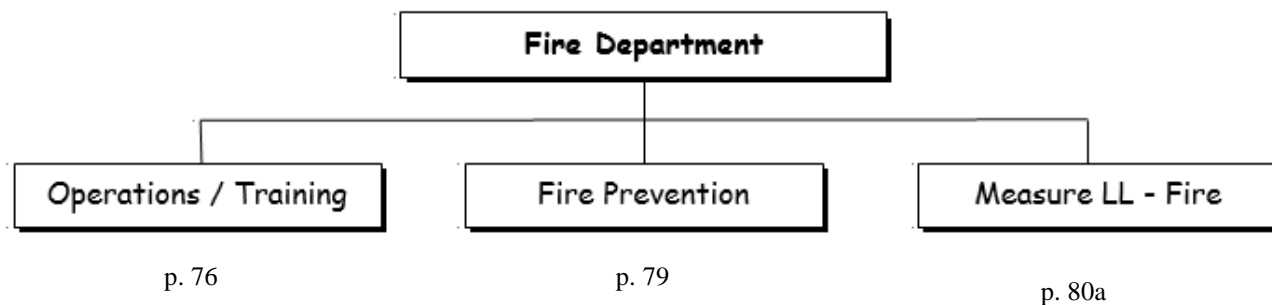 Fire Department
Operations / Training
Fire Prevention
Measure LL - Fire
p. 76
p. 79
p. 80a